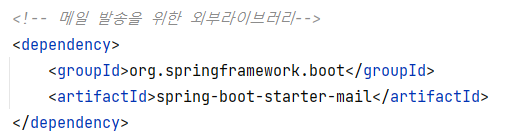 <!-- 메일 발송을 위한 외부라이브러리-->
<dependency>
    <groupId>org.springframework.boot</groupId>
    <artifactId>spring-boot-starter-mail</artifactId>
</dependency>